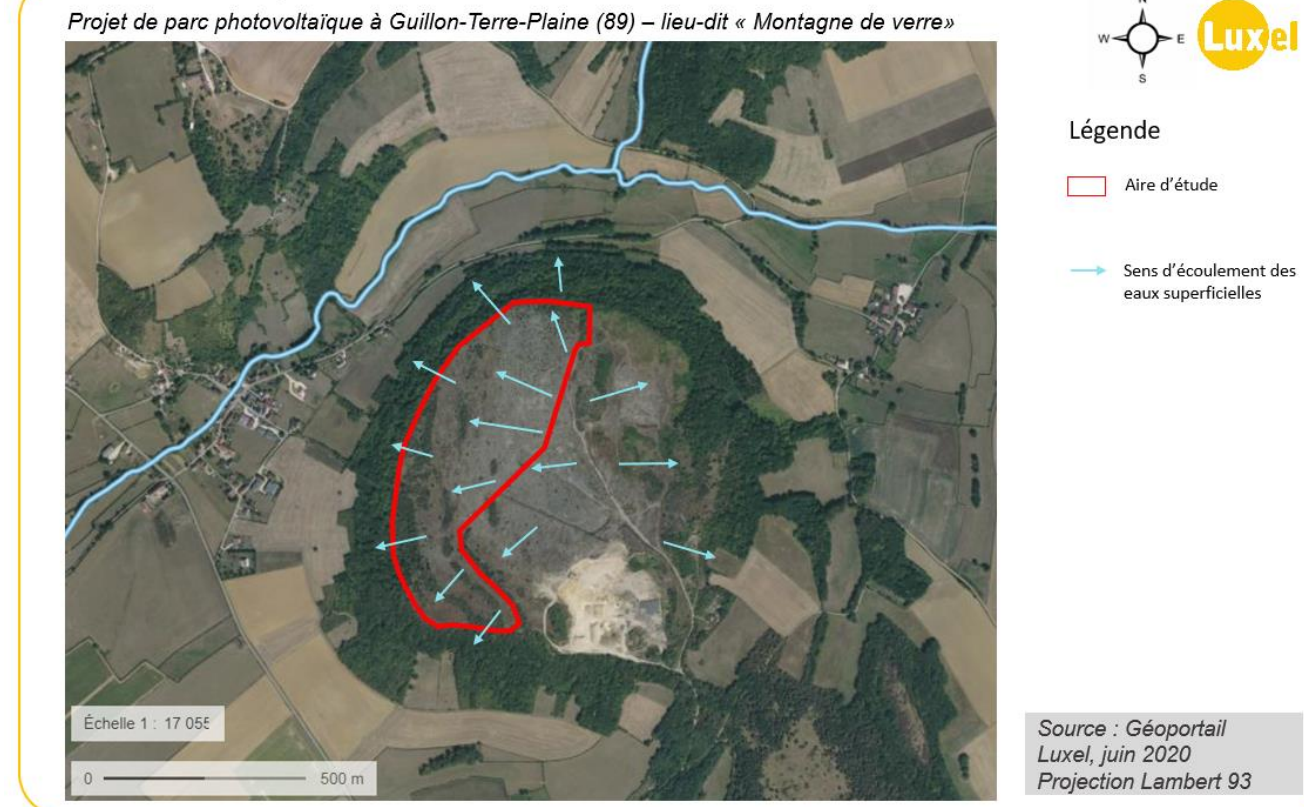 Projet de parc photovoltaïque à Guillon-Terre-Plaine (89) – lieu-dit « Montagne de verre»
N
W
E
S
Luxel
Légende
Aire d'étude
Sens d'écoulement des
eaux superficielles
Échelle 1 : 17 055
0
500 m
Source : Géoportail
Luxel, juin 2020
Projection Lambert 93